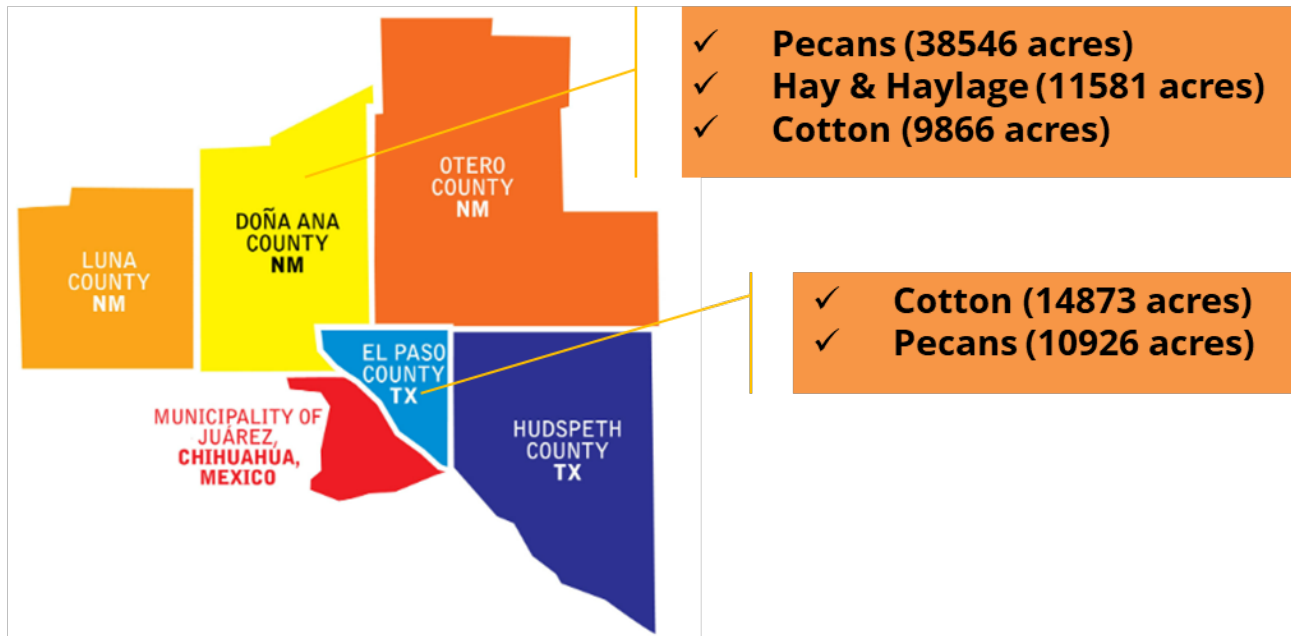 ✓ Pecans (38546 acres)
✓ Hay & Haylage (11581 acres)
✓ Cotton (9866 acres)
OTERO
COUNTY
NM
DOÑA ANA
COUNTY
NM
LUNA
COUNTY
NM
✓ Cotton (14873 acres)
✓ Pecans (10926 acres)
EL PASO
COUNTY
TX
MUNICIPALITY OF
JUÁREZ,
CHIHUAHÚA,
MEXICO
HUDSPETH
COUNTY
TX